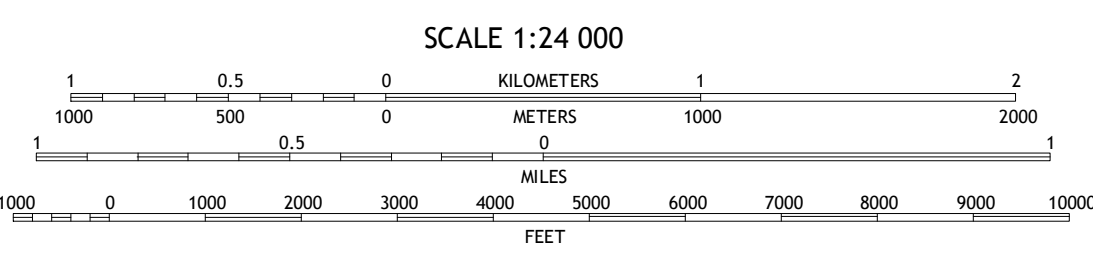 SCALE 1:24 000
1 0.5 0 KILOMETERS 1 2
1000 500 0 METERS 1000 2000
1 0.5 0 1
MILES
1000 0 1000 2000 3000 4000 5000 6000 7000 8000 9000 10000
FEET